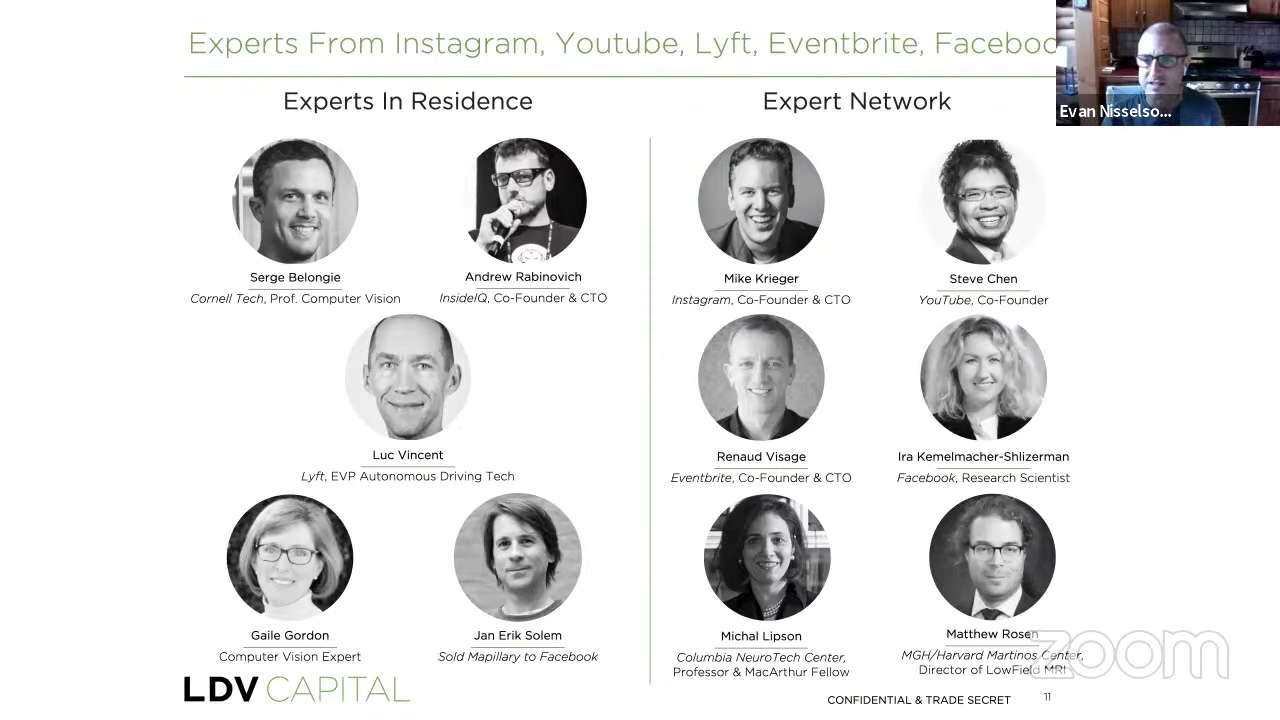 Experts From Instagram, Youtube, Lyft, Eventbrite, Faceboo
Evan Nisselso...
Experts In Residence
Expert Network
Serge Belongie
Cornell Tech, Prof. Computer Vision
Andrew Rabinovich
InsideIQ, Co-Founder & CTO
Mike Krieger
Instagram, Co-Founder & CTO
Steve Chen
YouTube, Co-Founder
Luc Vincent
Lyft, EVP Autonomous Driving Tech
Renaud Visage
Eventbrite, Co-Founder & CTO
Ira Kemelmacher-Shlizerman
Facebook, Research Scientist
Gaile Gordon
Computer Vision Expert
Jan Erik Solem
Sold Mapillary to Facebook
Michal Lipson
Columbia NeuroTech Center,
Professor & MacArthur Fellow
Matthew Rosen
MGH/Harvard Martinos Center,
Director of LowField MRI
zoom
LDV CAPITAL
CONFIDENTIAL & TRADE SECRET
11